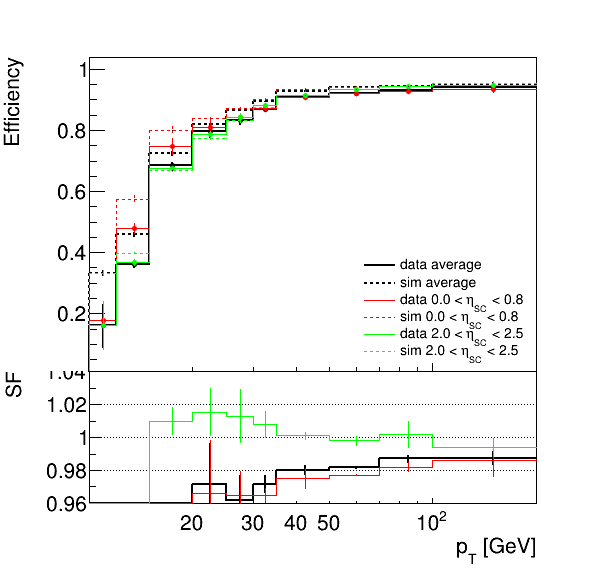 Efficiency
1
0.8
0.6
0.4
0.2
data average
sim average
data 0.0 < η_SC < 0.8
sim 0.0 < η_SC < 0.8
data 2.0 < η_SC < 2.5
sim 2.0 < η_SC < 2.5
SF
1.04
1.02
1
0.98
0.96
20 30 40 50 10²
p_T [GeV]